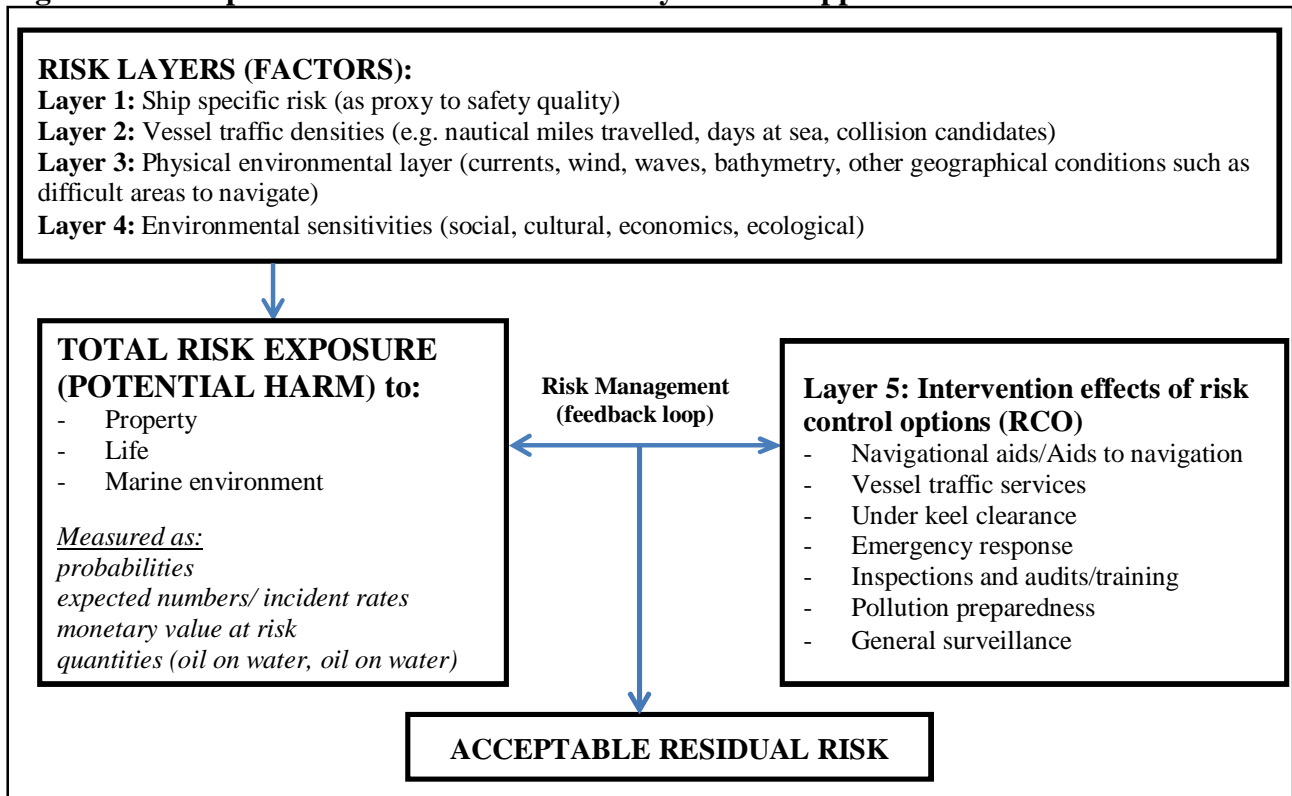 RISK LAYERS (FACTORS):
Layer 1: Ship specific risk (as proxy to safety quality)
Layer 2: Vessel traffic densities (e.g. nautical miles travelled, days at sea, collision candidates)
Layer 3: Physical environmental layer (currents, wind, waves, bathymetry, other geographical conditions such as
difficult areas to navigate)
Layer 4: Environmental sensitivities (social, cultural, economics, ecological)
TOTAL RISK EXPOSURE
(POTENTIAL HARM) to:
- Property
- Life
- Marine environment
Measured as:
probabilities
expected numbers/ incident rates
monetary value at risk
quantities (oil on water, oil on water)
Risk Management
(feedback loop)
Layer 5: Intervention effects of risk
control options (RCO)
- Navigational aids/Aids to navigation
- Vessel traffic services
- Under keel clearance
- Emergency response
- Inspections and audits/training
- Pollution preparedness
- General surveillance
ACCEPTABLE RESIDUAL RISK